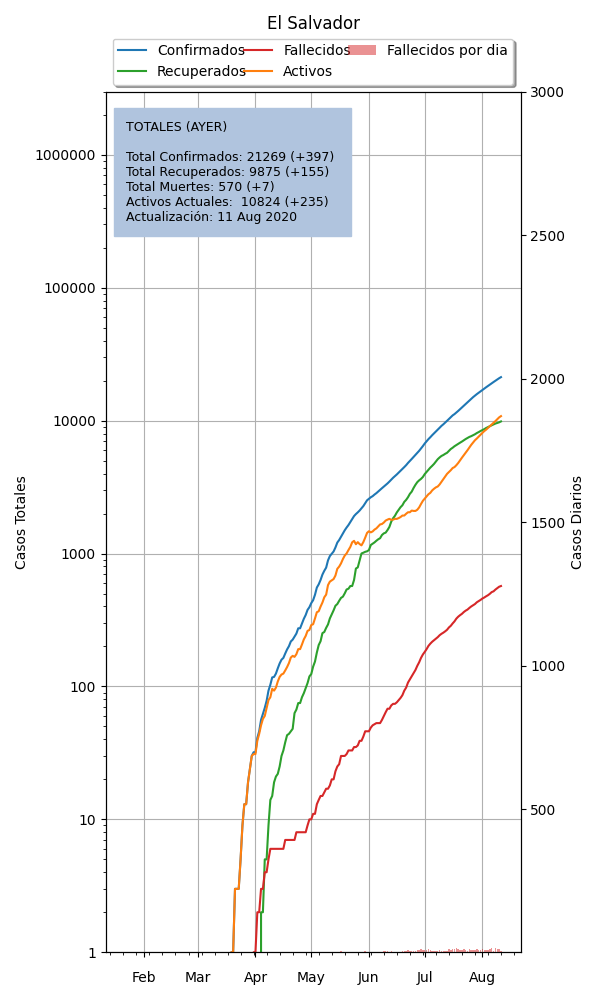 El Salvador
Confirmados Fallecidos Fallecidos por dia
Recuperados Activos
TOTALES (AYER)
Total Confirmados: 21269 (+397)
Total Recuperados: 9875 (+155)
Total Muertes: 570 (+7)
Activos Actuales: 10824 (+235)
Actualización: 11 Aug 2020
1000000
100000
10000
1000
100
10
1
Casos Totales
3000
2500
2000
1500
1000
500
Casos Diarios
Feb Mar Apr May Jun Jul Aug